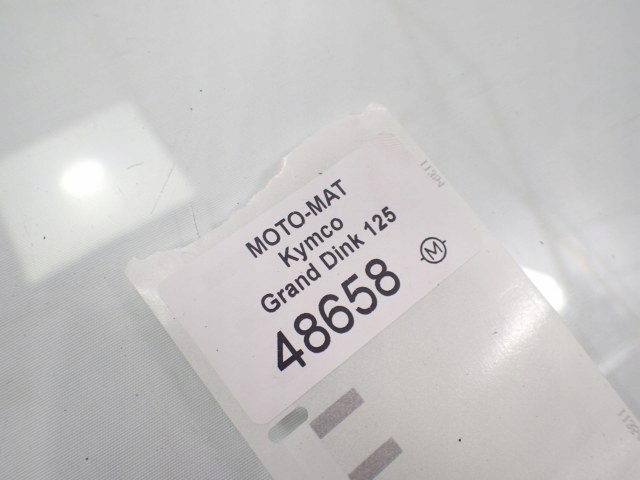 MOTO-MAT
Kymco
Grand Dink 125
48658
M